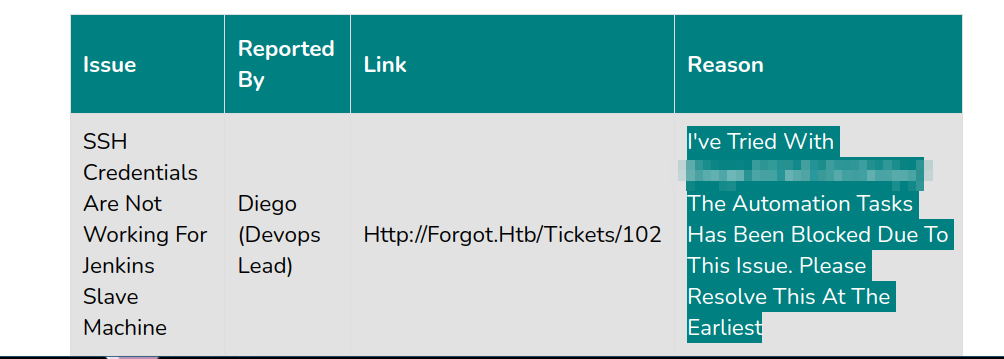 Issue
Reported
By
Link
Reason
SSH
Credentials
Are Not
Working For
Jenkins
Slave
Machine
Diego
(Devops
Lead)
Http://Forgot.Htb/Tickets/102
I've Tried With
The Automation Tasks
Has Been Blocked Due To
This Issue. Please
Resolve This At The
Earliest